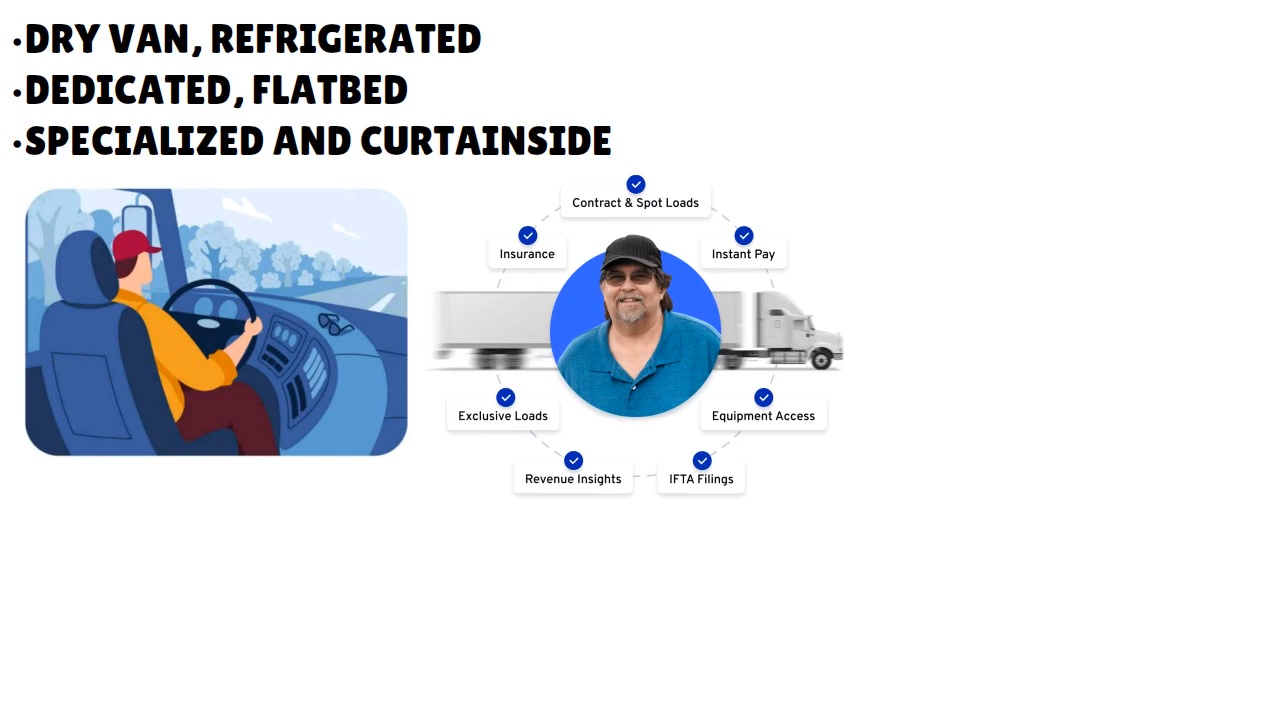 ·DRY VAN, REFRIGERATED
·DEDICATED, FLATBED
·SPECIALIZED AND CURTAINSIDE
Contract & Spot Loads
Insurance
Instant Pay
Exclusive Loads
Equipment Access
Revenue Insights
IFTA Filings